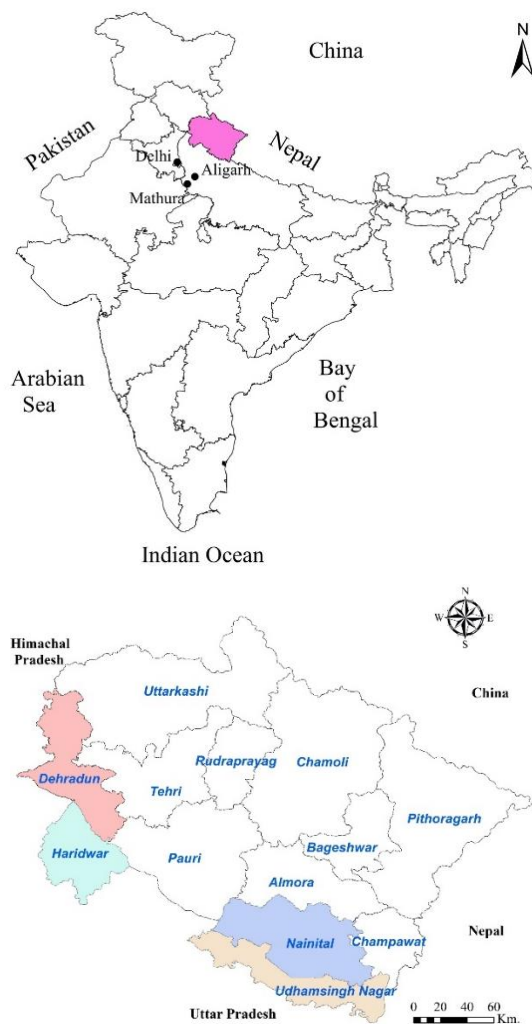 N
China
Pakistan
Nepal
Delhi
Aligarh
Mathura
Arabian
Sea
Bay
of
Bengal
Indian Ocean
N
W E
S
Himachal
Pradesh
China
Uttarkashi
Rudraprayag
Chamoli
Dehradun
Tehri
Pithoragarh
Haridwar
Pauri
Bageshwar
Almora
Nainital
Champawat
Nepal
Udhamsingh Nagar
Uttar Pradesh
0 20 40 60
Km.